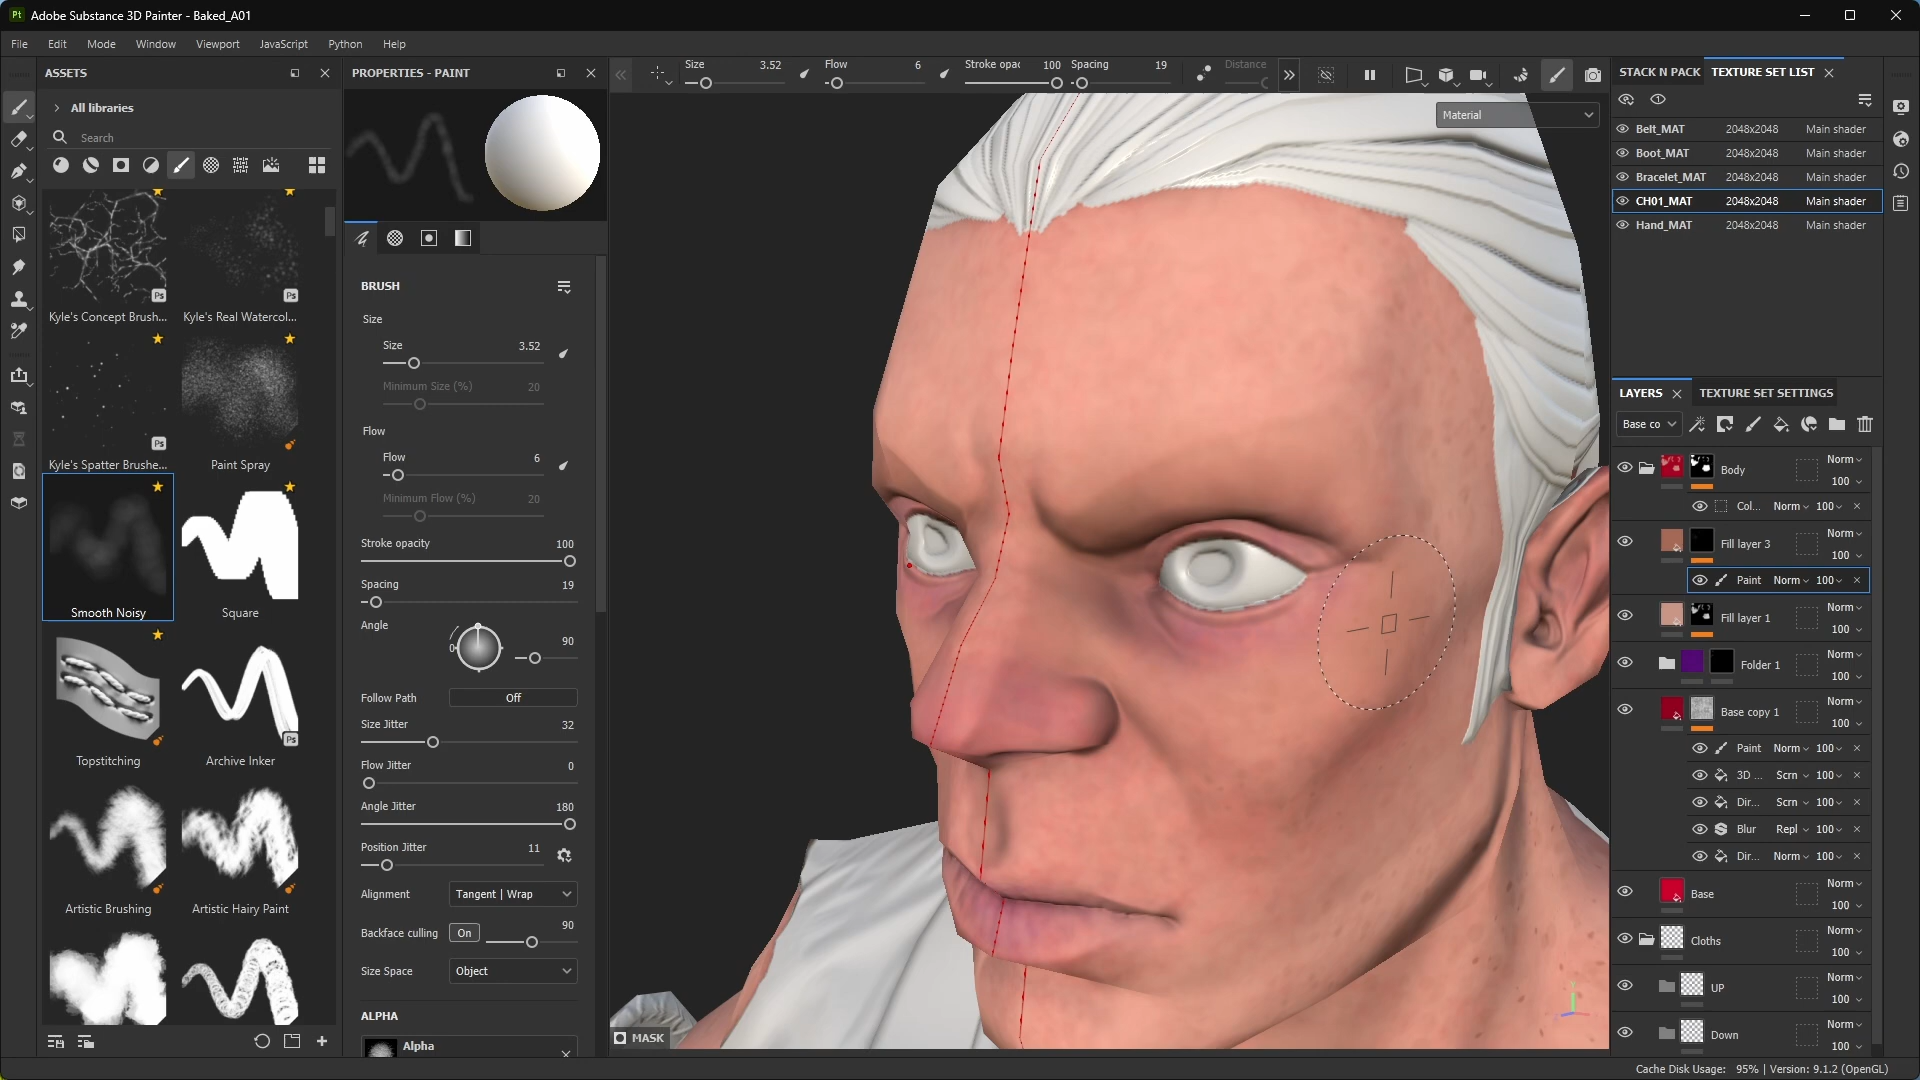 Pt Adobe Substance 3D Painter - Baked_A01
File Edit Mode Window Viewport JavaScript Python Help
ASSETS
All libraries
Search
Kyle's Concept Brush...
Kyle's Real Watercol...
Ps
Ps
Kyle's Spatter Brushe...
Paint Spray
Ps
Smooth Noisy
Square
Topstitching
Archive Inker
Ps
Artistic Brushing
Artistic Hairy Paint
PROPERTIES - PAINT
BRUSH
Size
Size 3.52
Minimum Size (%) 20
Flow
Flow 6
Minimum Flow (%) 20
Stroke opacity 100
Spacing 19
Angle
0
90
Follow Path Off
Size Jitter 32
Flow Jitter 0
Angle Jitter 180
Position Jitter 11
Alignment Tangent | Wrap
Backface culling On 90
Size Space Object
ALPHA
Alpha
Size 3.52 Flow 6 Stroke opac 100 Spacing 19 Distance
Material
MASK
STACK N PACK TEXTURE SET LIST
Belt_MAT 2048x2048 Main shader
Boot_MAT 2048x2048 Main shader
Bracelet_MAT 2048x2048 Main shader
CH01_MAT 2048x2048 Main shader
Hand_MAT 2048x2048 Main shader
LAYERS TEXTURE SET SETTINGS
Base co
Body Norm 100
Col... Norm 100
Fill layer 3 Norm 100
Paint Norm 100
Fill layer 1 Norm 100
Folder 1 Norm 100
Base copy 1 Norm 100
Paint Norm 100
3D ... Scrn 100
Dir... Scrn 100
Blur Repl 100
Dir... Norm 100
Base Norm 100
Cloths Norm 100
UP Norm 100
Down Norm 100
Cache Disk Usage: 95% | Version: 9.1.2 (OpenGL)